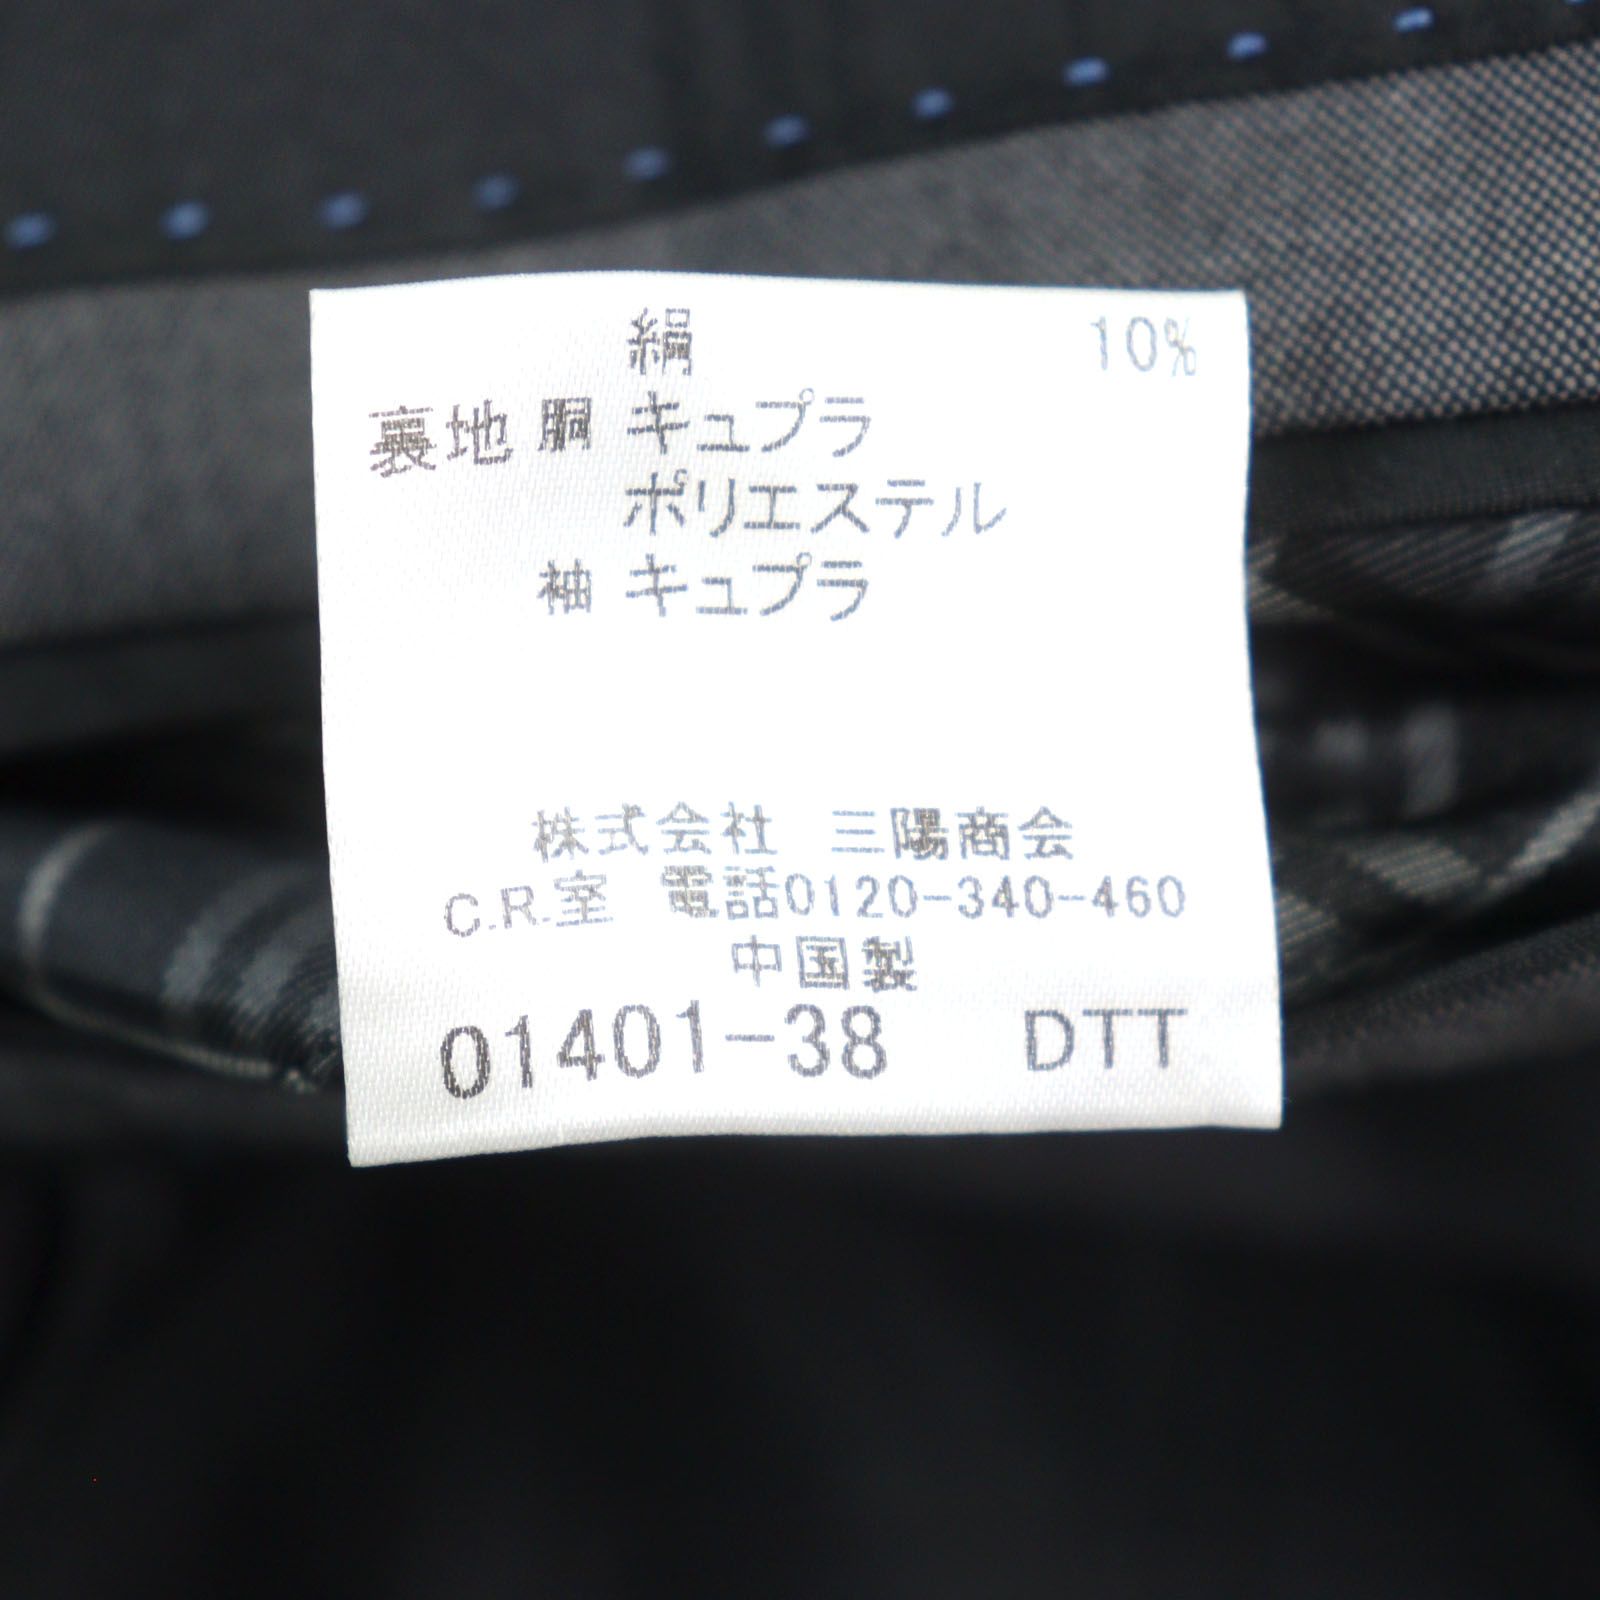 絹 10%
裏地 胴 キュプラ
ポリエステル
袖 キュプラ
株式会社 三陽商会
C.R.室 電話0120-340-460
中国製
01401-38 DTT